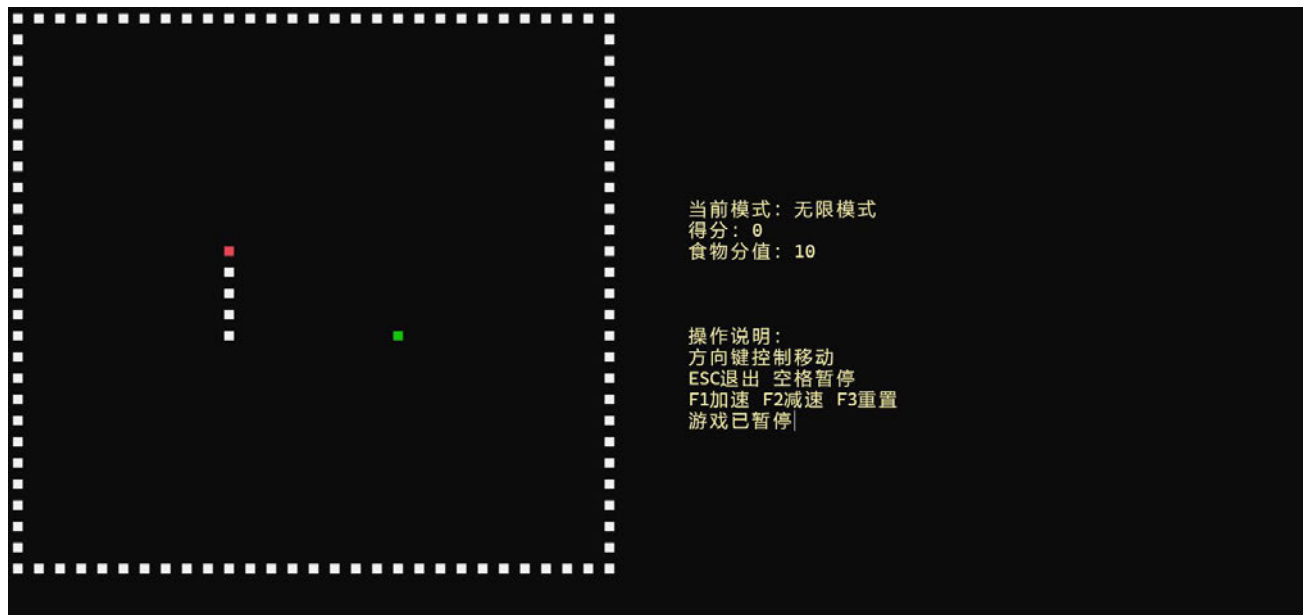 当前模式: 无限模式
得分: 0
食物分值: 10
操作说明:
方向键控制移动
ESC退出 空格暂停
F1加速 F2减速 F3重置
游戏已暂停